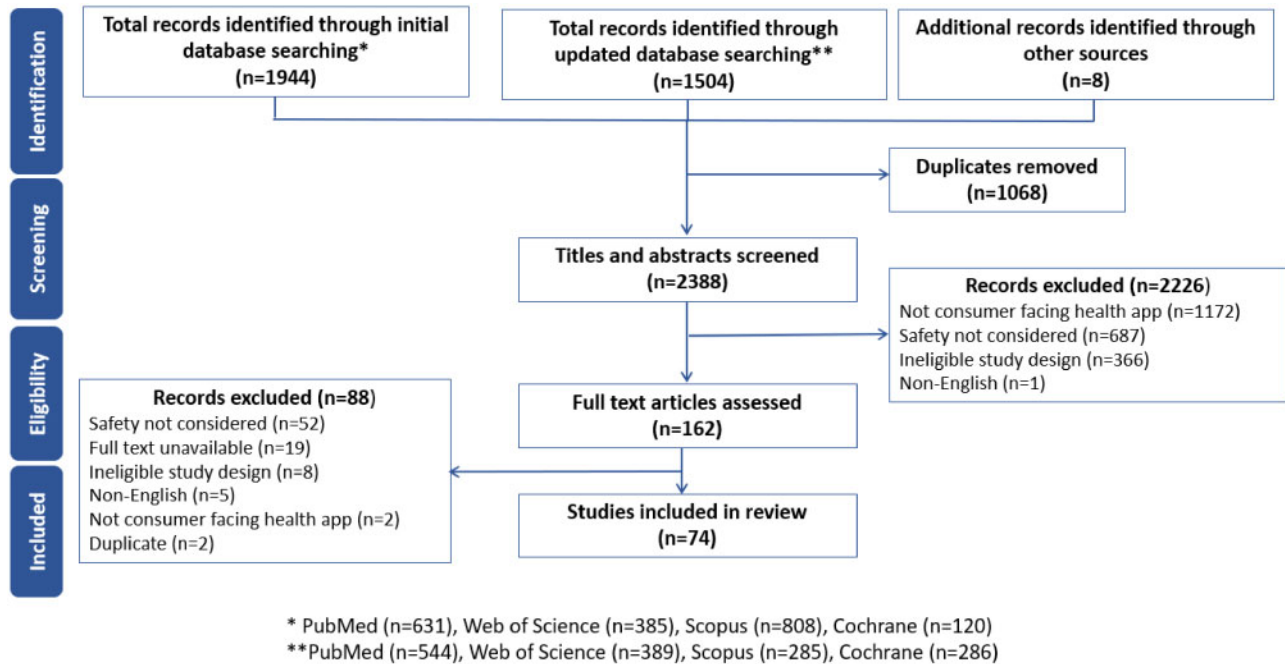 Identification
Total records identified through initial
database searching*
(n=1944)
Total records identified through
updated database searching**
(n=1504)
Additional records identified through
other sources
(n=8)
Duplicates removed
(n=1068)
Screening
Titles and abstracts screened
(n=2388)
Records excluded (n=2226)
Not consumer facing health app (n=1172)
Safety not considered (n=687)
Ineligible study design (n=366)
Non-English (n=1)
Eligibility
Full text articles assessed
(n=162)
Records excluded (n=88)
Safety not considered (n=52)
Full text unavailable (n=19)
Ineligible study design (n=8)
Non-English (n=5)
Not consumer facing health app (n=2)
Duplicate (n=2)
Included
Studies included in review
(n=74)
* PubMed (n=631), Web of Science (n=385), Scopus (n=808), Cochrane (n=120)
**PubMed (n=544), Web of Science (n=389), Scopus (n=285), Cochrane (n=286)